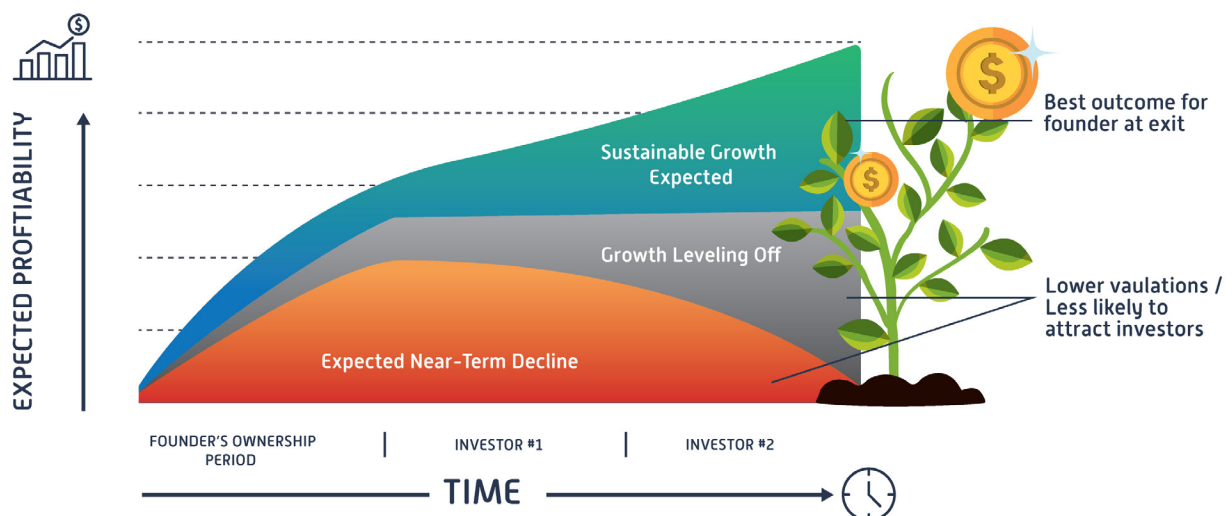 $
$
Best outcome for
founder at exit
Sustainable Growth
Expected
$
Growth Leveling Off
Lower vaulations /
Less likely to
attract investors
Expected Near-Term Decline
EXPECTED PROFTIABILITY
FOUNDER'S OWNERSHIP
PERIOD
INVESTOR #1
INVESTOR #2
TIME